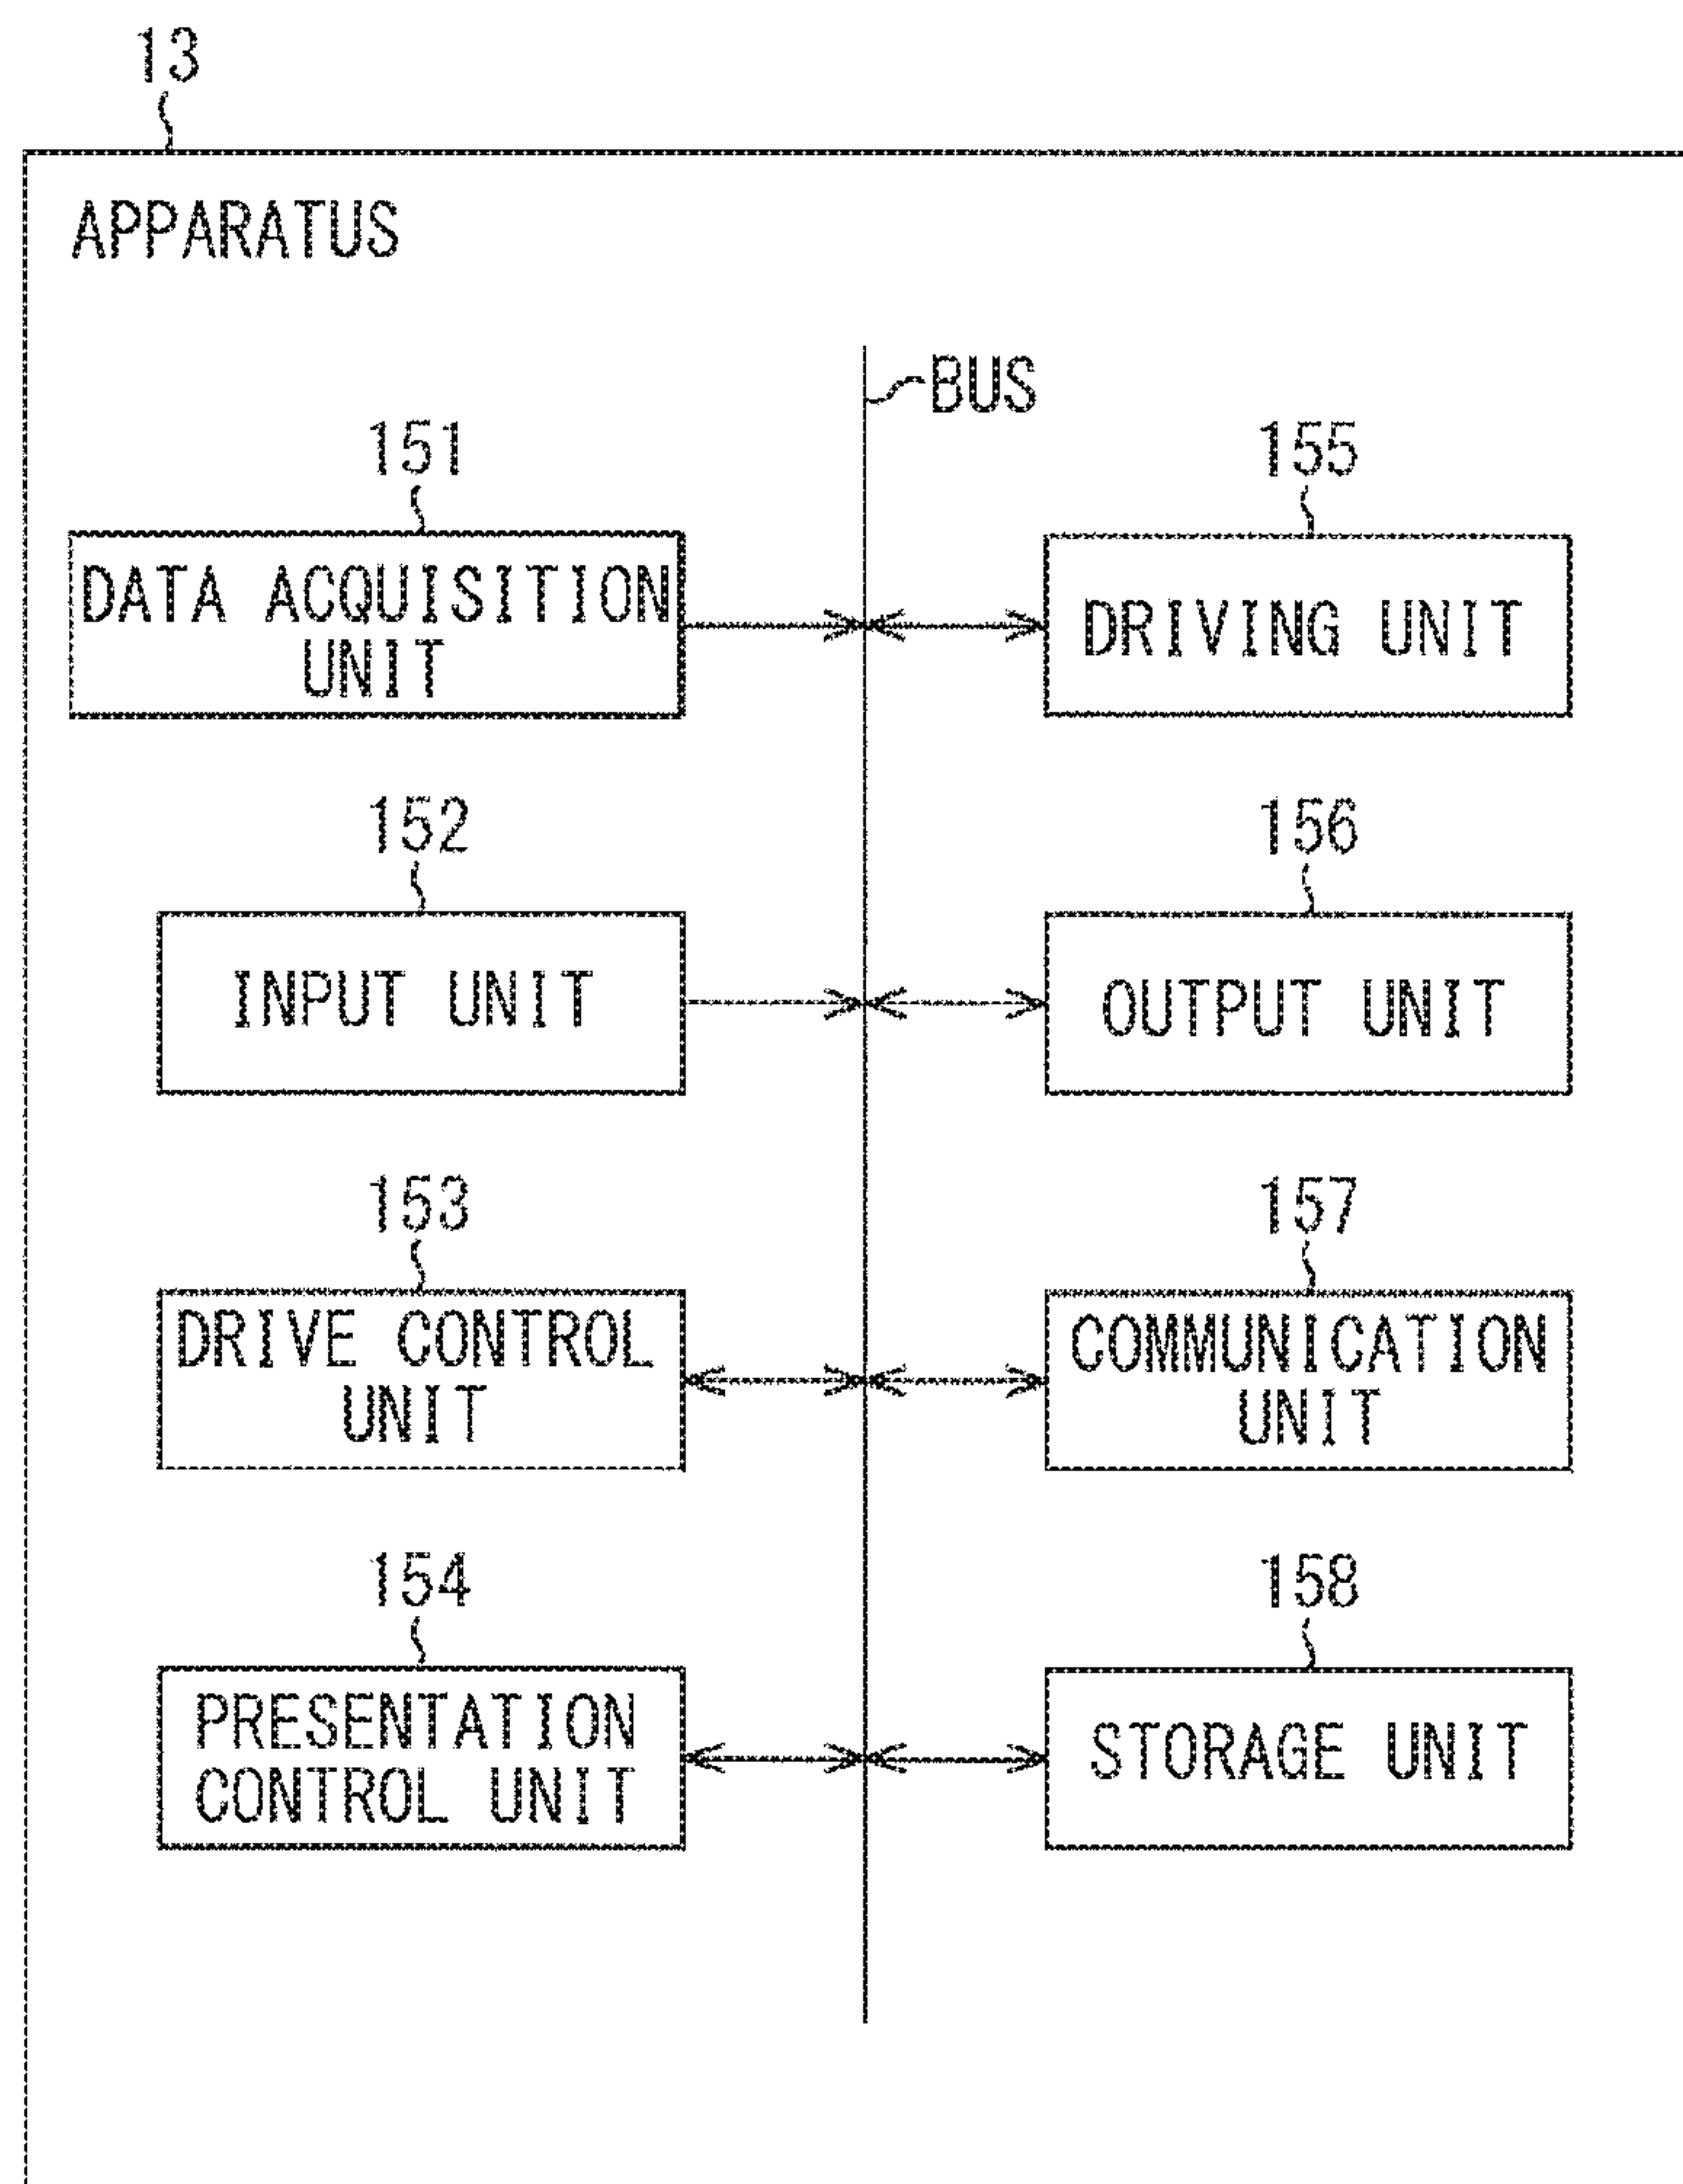 13
APPARATUS
BUS
151
DATA ACQUISITION
UNIT
155
DRIVING UNIT
152
INPUT UNIT
156
OUTPUT UNIT
153
DRIVE CONTROL
UNIT
157
COMMUNICATION
UNIT
154
PRESENTATION
CONTROL UNIT
158
STORAGE UNIT